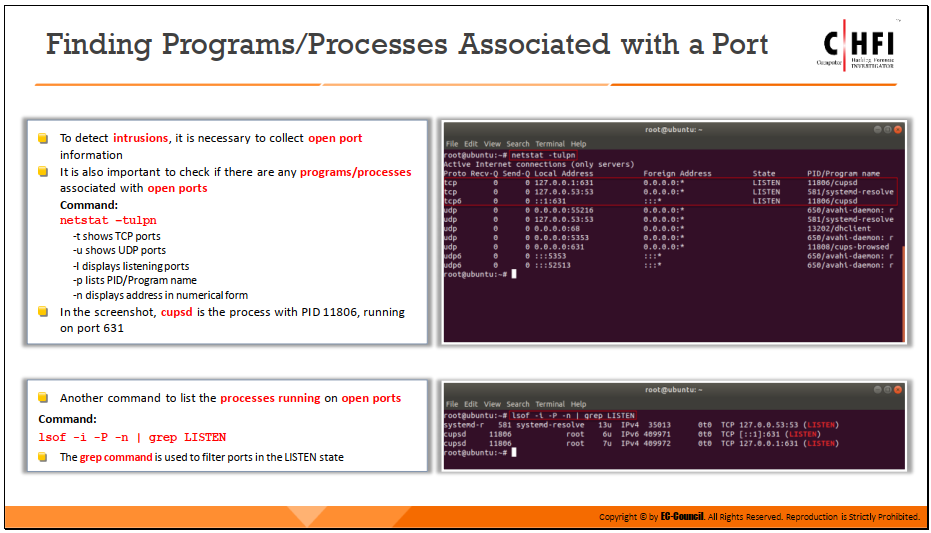 Finding Programs/Processes Associated with a Port
CHFI
Computer Hacking Forensic
INVESTIGATOR
To detect intrusions, it is necessary to collect open port
information
It is also important to check if there are any programs/processes
associated with open ports
Command:
netstat -tulpn
-t shows TCP ports
-u shows UDP ports
-l displays listening ports
-p lists PID/Program name
-n displays address in numerical form
In the screenshot, cupsd is the process with PID 11806, running
on port 631
root@ubuntu: ~
File Edit View Search Terminal Help
root@ubuntu:~# netstat -tulpn
Active Internet connections (only servers)
Proto Recv-Q Send-Q Local Address Foreign Address State PID/Program name
tcp 0 0 127.0.0.1:631 0.0.0.0:* LISTEN 11806/cupsd
tcp 0 0 127.0.0.53:53 0.0.0.0:* LISTEN 581/systemd-resolve
tcp6 0 0 ::1:631 :::* LISTEN 11806/cupsd
udp 0 0 0.0.0.0:55216 0.0.0.0:* 650/avahi-daemon: r
udp 0 0 127.0.0.53:53 0.0.0.0:* 581/systemd-resolve
udp 0 0 0.0.0.0:68 0.0.0.0:* 13202/dhclient
udp 0 0 0.0.0.0:5353 0.0.0.0:* 650/avahi-daemon: r
udp 0 0 0.0.0.0:631 0.0.0.0:* 11808/cups-browsed
udp6 0 0 :::5353 :::* 650/avahi-daemon: r
udp6 0 0 :::52513 :::* 650/avahi-daemon: r
root@ubuntu:~#
Another command to list the processes running on open ports
Command:
lsof -i -P -n | grep LISTEN
The grep command is used to filter ports in the LISTEN state
root@ubuntu: ~
File Edit View Search Terminal Help
root@ubuntu:~# lsof -i -P -n | grep LISTEN
systemd-r 581 systemd-resolve 13u IPv4 35013 0t0 TCP 127.0.0.53:53 (LISTEN)
cupsd 11806 root 6u IPv6 409971 0t0 TCP [::1]:631 (LISTEN)
cupsd 11806 root 7u IPv4 409972 0t0 TCP 127.0.0.1:631 (LISTEN)
root@ubuntu:~#
Copyright © by EC-Council. All Rights Reserved. Reproduction is Strictly Prohibited.